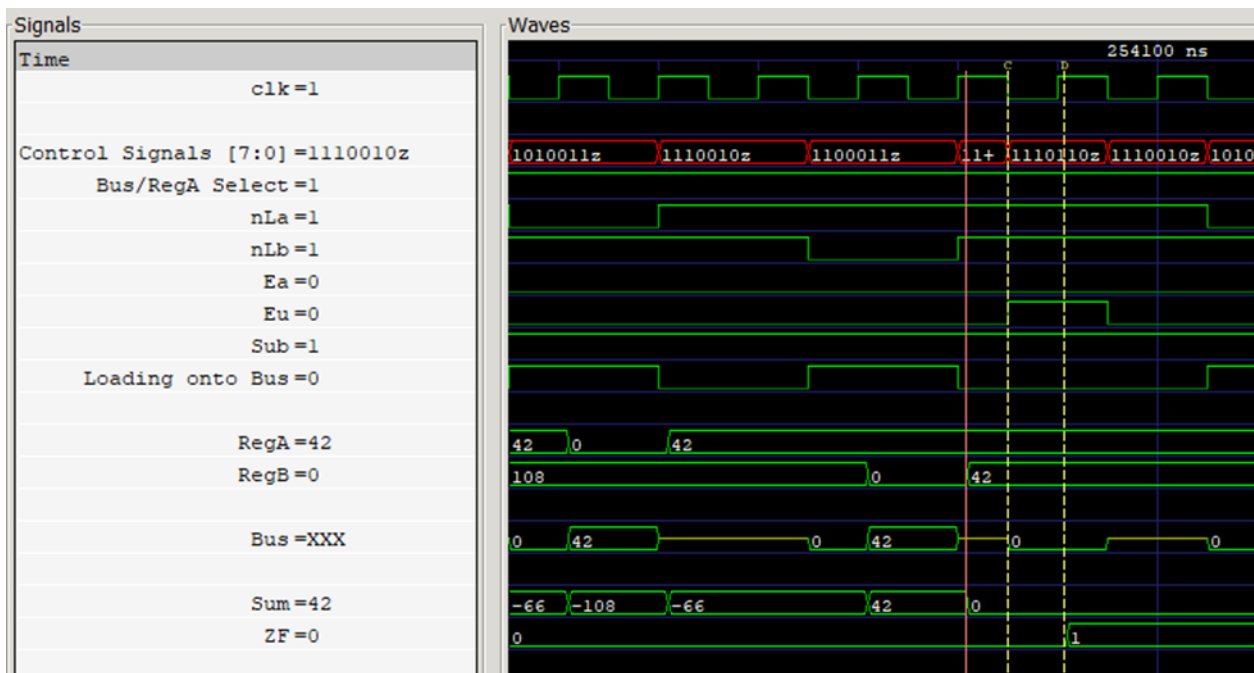 Signals
Waves
Time
254100 ns
C D
clk=1
Control Signals [7:0]=1110010z
1010011z 1110010z 1100011z 11+ 1110110z 1110010z 1010
Bus/RegA Select=1
nLa=1
nLb=1
Ea=0
Eu=0
Sub=1
Loading onto Bus=0
RegA=42
42 0 42
RegB=0
108 0 42
Bus=XXX
0 42 0 42 0 0
Sum=42
-66 -108 -66 42 0
ZF=0
0 1